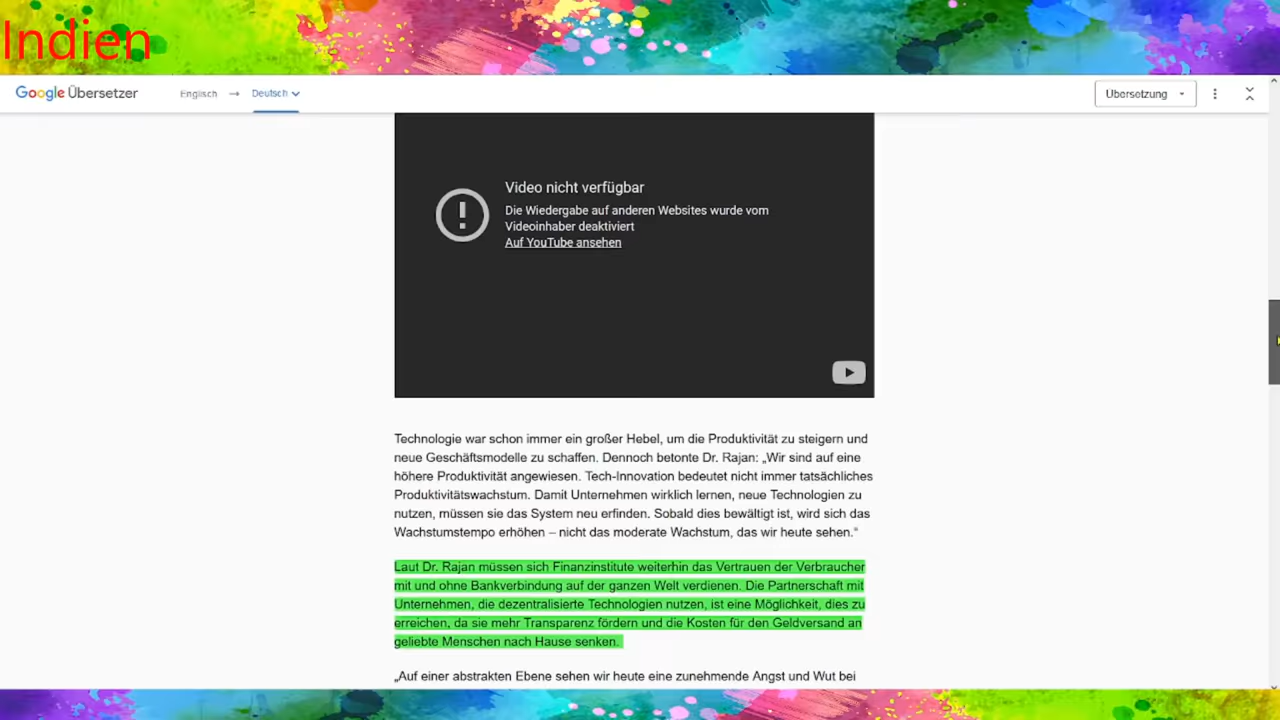 Indien
Google Übersetzer
Englisch → Deutsch
Übersetzung
Video nicht verfügbar
Die Wiedergabe auf anderen Websites wurde vom
Videoinhaber deaktiviert
Auf YouTube ansehen
Technologie war schon immer ein großer Hebel, um die Produktivität zu steigern und
neue Geschäftsmodelle zu schaffen. Dennoch betonte Dr. Rajan: „Wir sind auf eine
höhere Produktivität angewiesen. Tech-Innovation bedeutet nicht immer tatsächliches
Produktivitätswachstum. Damit Unternehmen wirklich lernen, neue Technologien zu
nutzen, müssen sie das System neu erfinden. Sobald dies bewältigt ist, wird sich das
Wachstumstempo erhöhen – nicht das moderate Wachstum, das wir heute sehen.“
Laut Dr. Rajan müssen sich Finanzinstitute weiterhin das Vertrauen der Verbraucher
mit und ohne Bankverbindung auf der ganzen Welt verdienen. Die Partnerschaft mit
Unternehmen, die dezentralisierte Technologien nutzen, ist eine Möglichkeit, dies zu
erreichen, da sie mehr Transparenz fördern und die Kosten für den Geldversand an
geliebte Menschen nach Hause senken.
„Auf einer abstrakten Ebene sehen wir heute eine zunehmende Angst und Wut bei